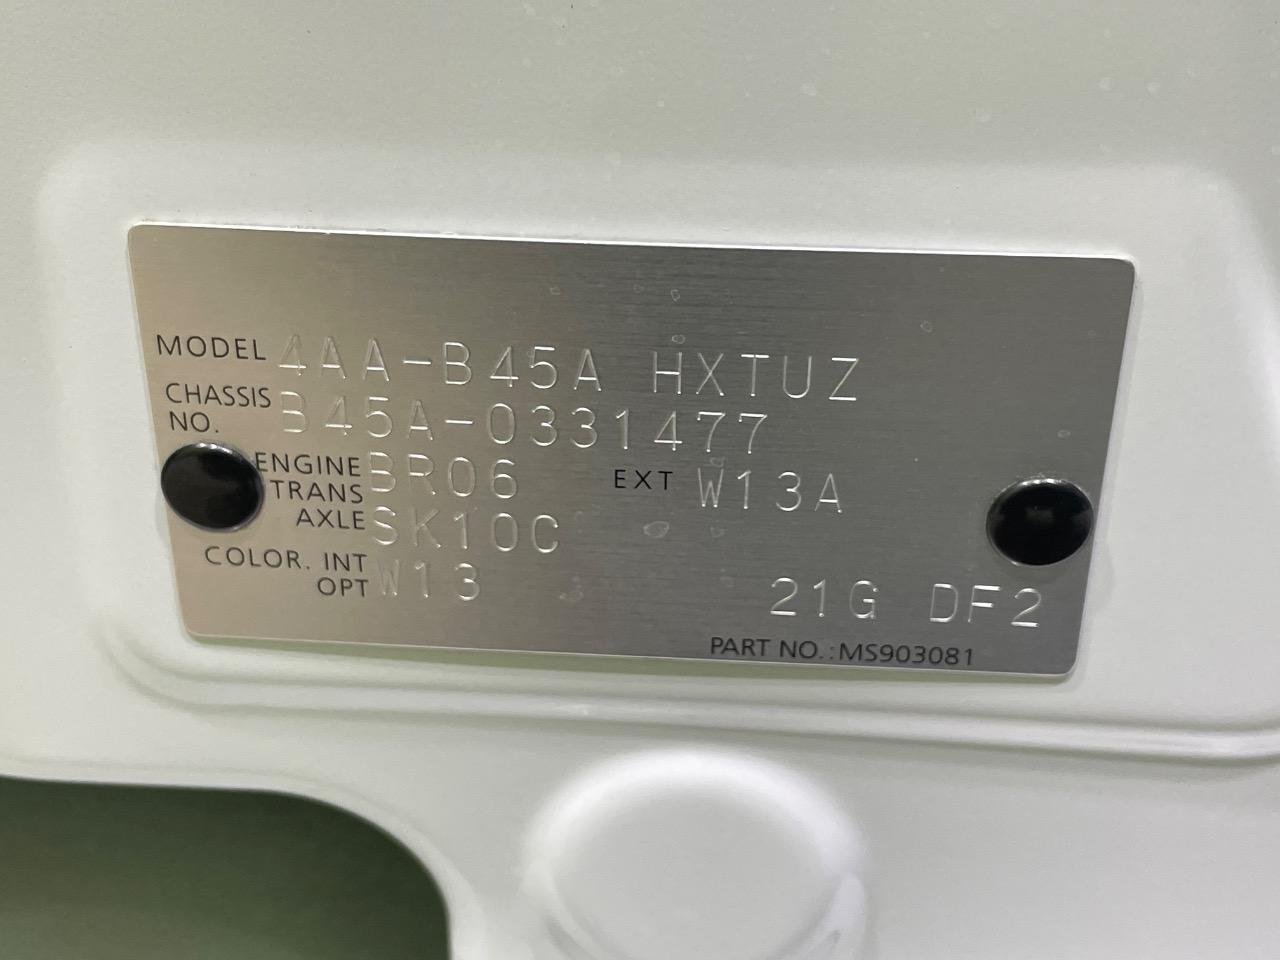 MODEL 4AA-B45A HXTUZ
CHASSIS NO. B45A-0331477
ENGINE BR06 EXT W13A
TRANS AXLE SK10C
COLOR. INT OPT W13
21G DF2
PART NO.:MS903081